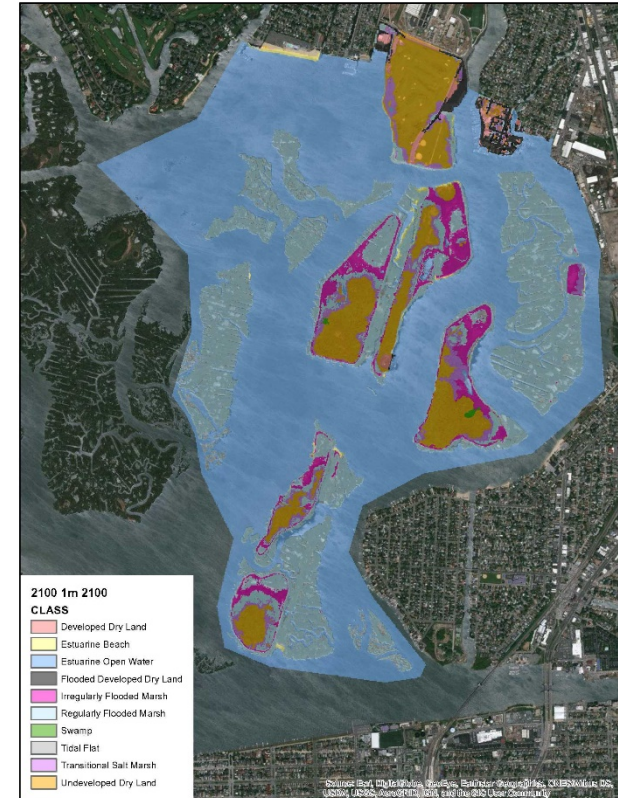 2100 1m 2100
CLASS
Developed Dry Land
Estuarine Beach
Estuarine Open Water
Flooded Developed Dry Land
Irregularly Flooded Marsh
Regularly Flooded Marsh
Swamp
Tidal Flat
Transitional Salt Marsh
Undeveloped Dry Land
Source: Esri, DigitalGlobe, GeoEye, Earthstar Geographics, CNES/Airbus DS,
USDA, USGS, AeroGRID, IGN, and the GIS User Community